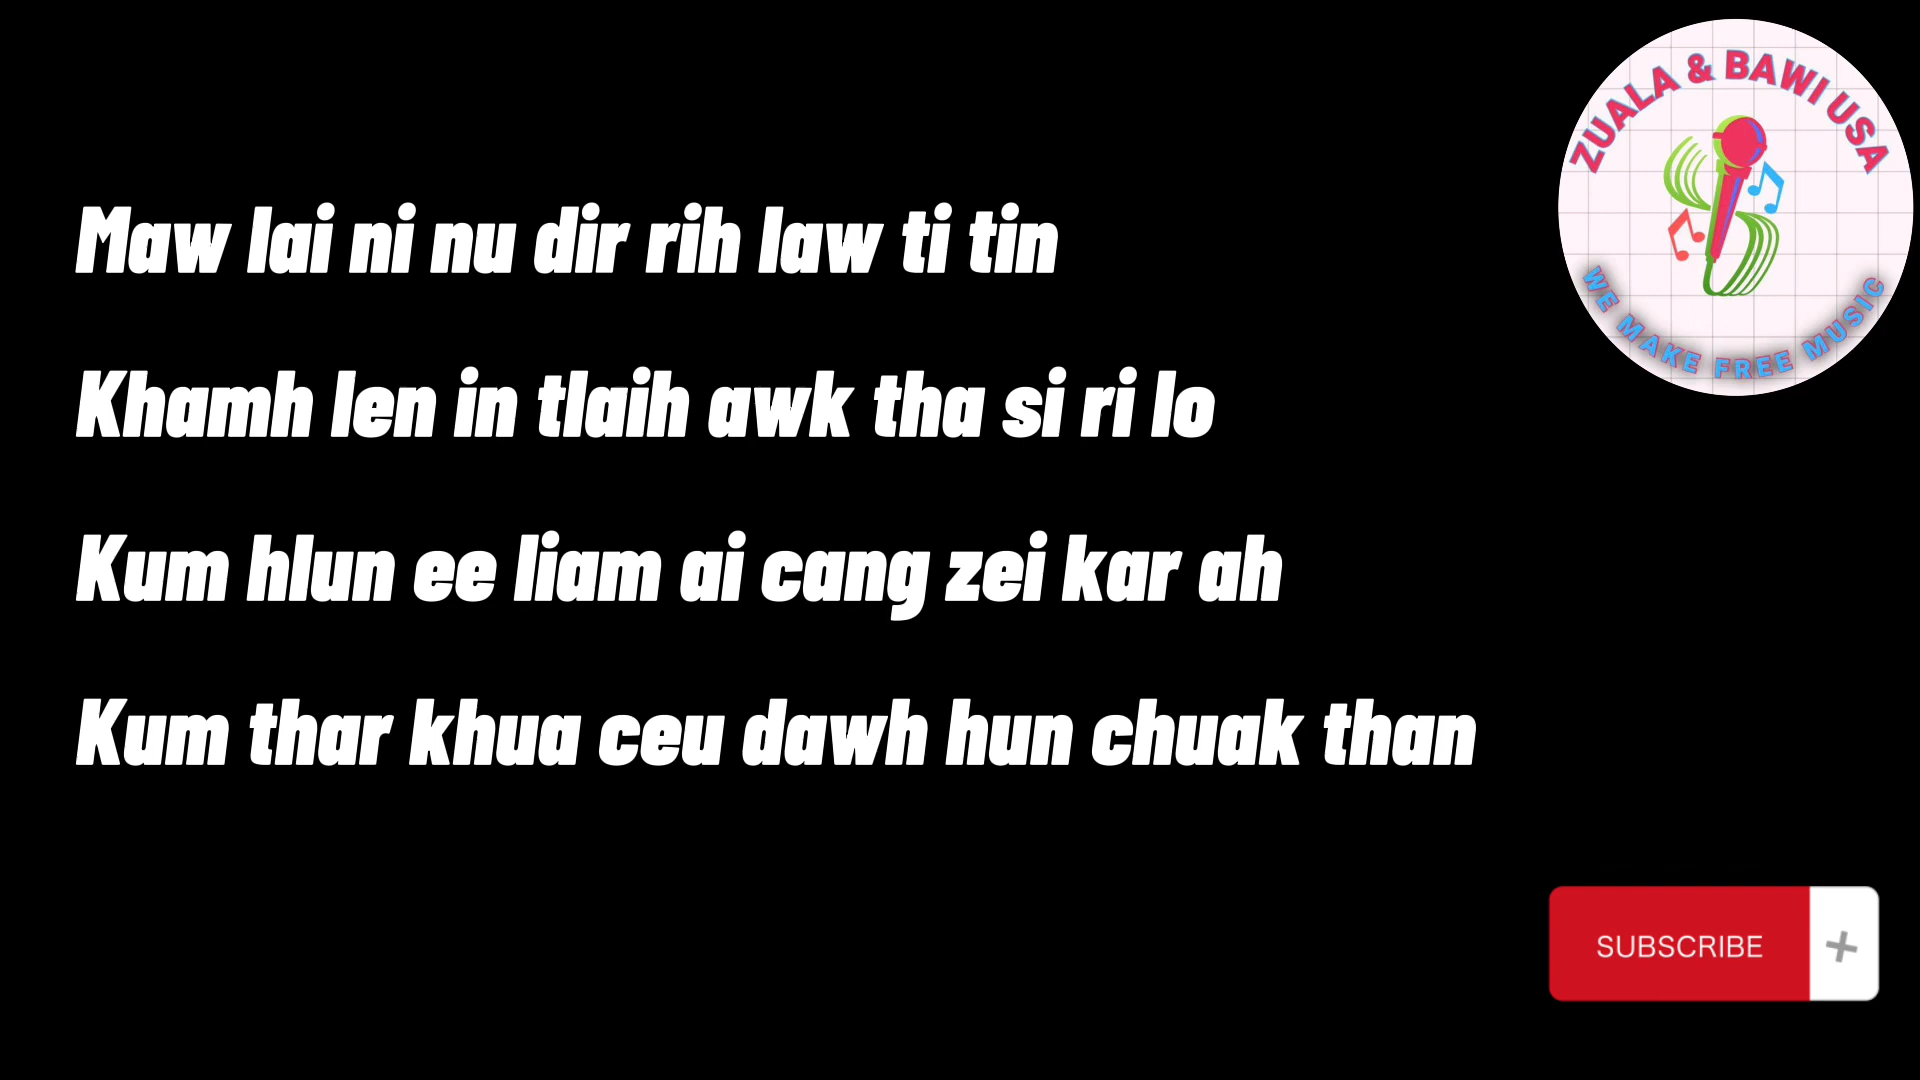 ZUALA & BAWI USA
WE MAKE FREE MUSIC
Maw lai ni nu dir rih law ti tin
Khamh len in tlaih awk tha si ri lo
Kum hlun ee liam ai cang zei kar ah
Kum thar khua ceu dawh hun chuak than
SUBSCRIBE +